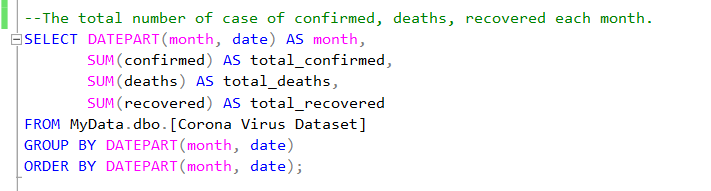 --The total number of case of confirmed, deaths, recovered each month.
SELECT DATEPART(month, date) AS month,
SUM(confirmed) AS total_confirmed,
SUM(deaths) AS total_deaths,
SUM(recovered) AS total_recovered
FROM MyData.dbo.[Corona Virus Dataset]
GROUP BY DATEPART(month, date)
ORDER BY DATEPART(month, date);